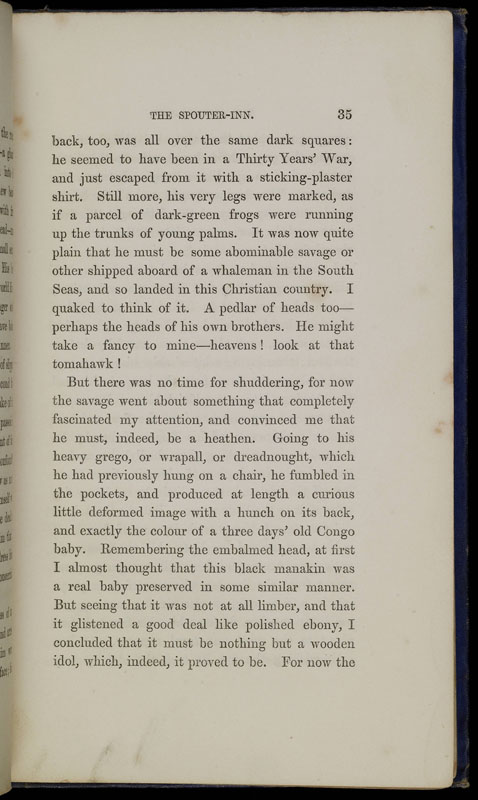 THE SPOUTER-INN. 35
back, too, was all over the same dark squares:
he seemed to have been in a Thirty Years' War,
and just escaped from it with a sticking-plaster
shirt. Still more, his very legs were marked, as
if a parcel of dark-green frogs were running
up the trunks of young palms. It was now quite
plain that he must be some abominable savage or
other shipped aboard of a whaleman in the South
Seas, and so landed in this Christian country. I
quaked to think of it. A pedlar of heads too—
perhaps the heads of his own brothers. He might
take a fancy to mine—heavens! look at that
tomahawk!
But there was no time for shuddering, for now
the savage went about something that completely
fascinated my attention, and convinced me that
he must, indeed, be a heathen. Going to his
heavy grego, or wrapall, or dreadnought, which
he had previously hung on a chair, he fumbled in
the pockets, and produced at length a curious
little deformed image with a hunch on its back,
and exactly the colour of a three days' old Congo
baby. Remembering the embalmed head, at first
I almost thought that this black manakin was
a real baby preserved in some similar manner.
But seeing that it was not at all limber, and that
it glistened a good deal like polished ebony, I
concluded that it must be nothing but a wooden
idol, which, indeed, it proved to be. For now the